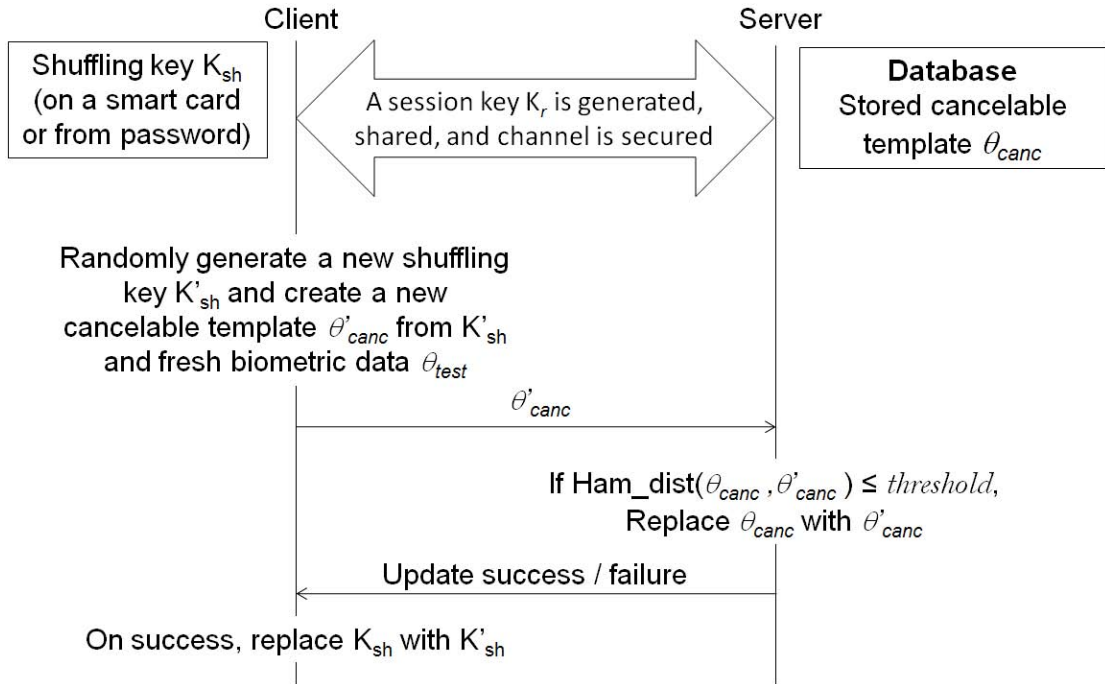 Client
Server
Shuffling key K_sh
(on a smart card
or from password)
A session key K_r is generated,
shared, and channel is secured
Database
Stored cancelable
template θ_canc
Randomly generate a new shuffling
key K'_sh and create a new
cancelable template θ'_canc from K'_sh
and fresh biometric data θ_test
θ'_canc
If Ham_dist(θ_canc ,θ'_canc ) ≤ threshold,
Replace θ_canc with θ'_canc
Update success / failure
On success, replace K_sh with K'_sh